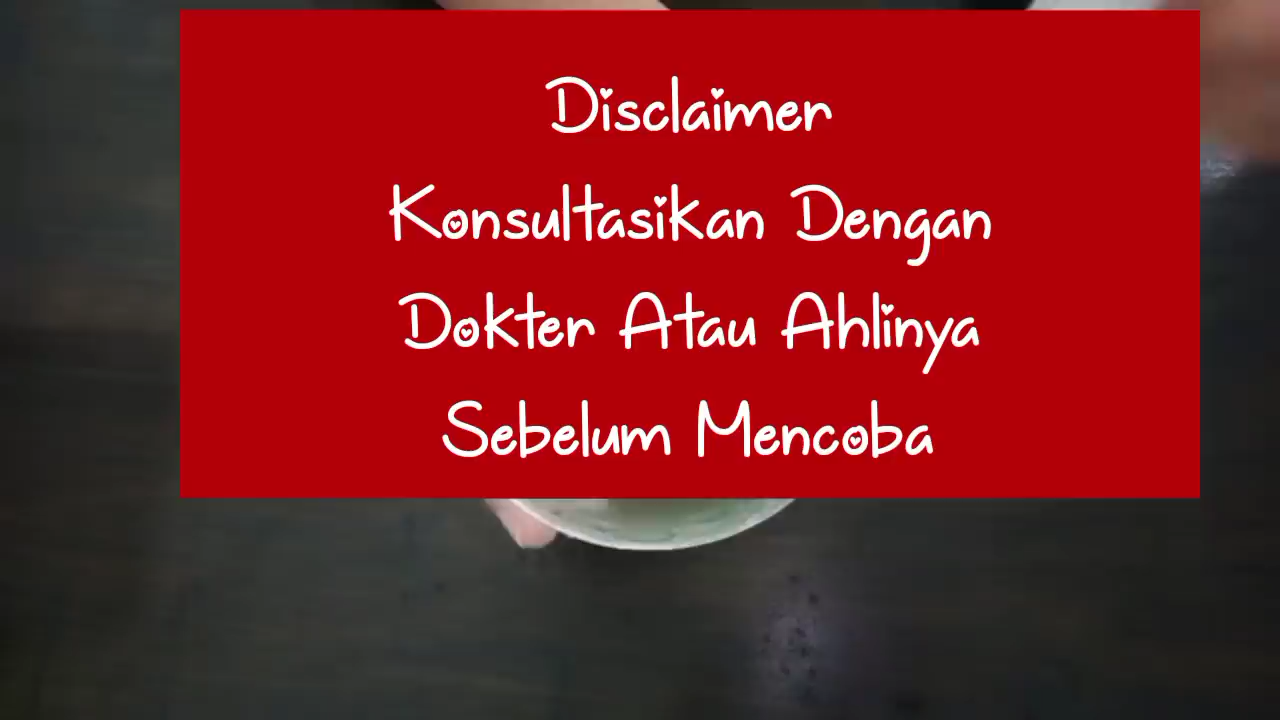 Disclaimer
Konsultasikan Dengan
Dokter Atau Ahlinya
Sebelum Mencoba